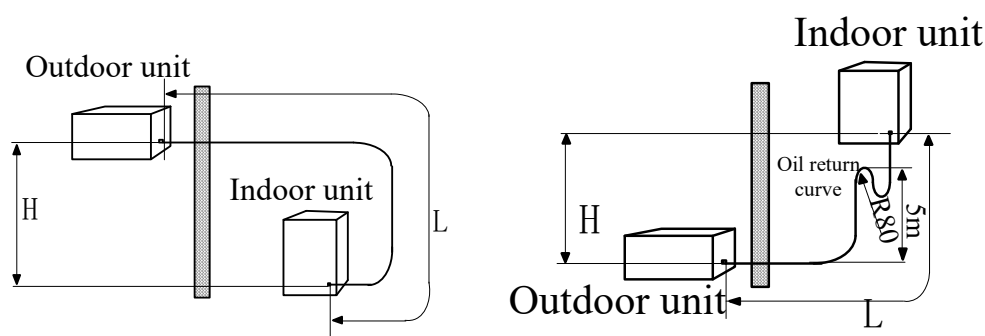 Outdoor unit
H
Indoor unit
L
Indoor unit
Oil return
curve
H
R80
5m
Outdoor unit
L